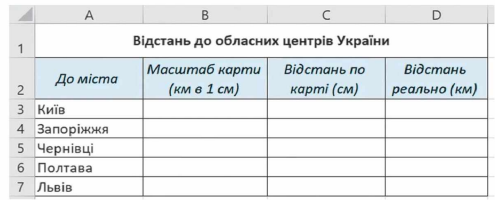 A B C D
1 Відстань до обласних центрів України
2 До міста Масштаб карти (км в 1 см) Відстань по карті (см) Відстань реально (км)
3 Київ
4 Запоріжжя
5 Чернівці
6 Полтава
7 Львів